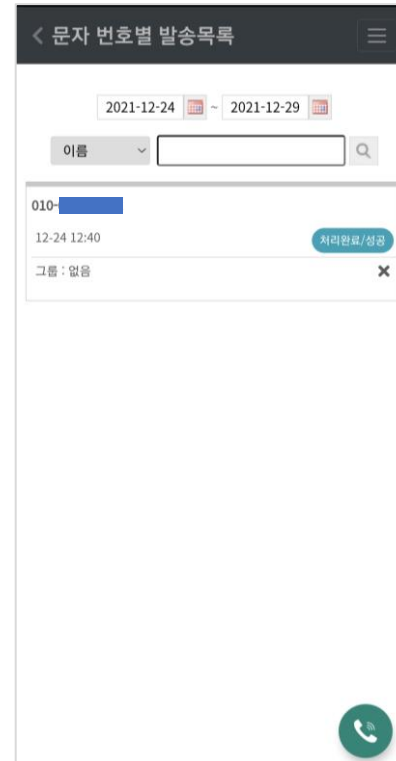 < 문자 번호별 발송목록
2021-12-24 ~ 2021-12-29
이름
010-
12-24 12:40 처리완료/성공
그룹 : 없음